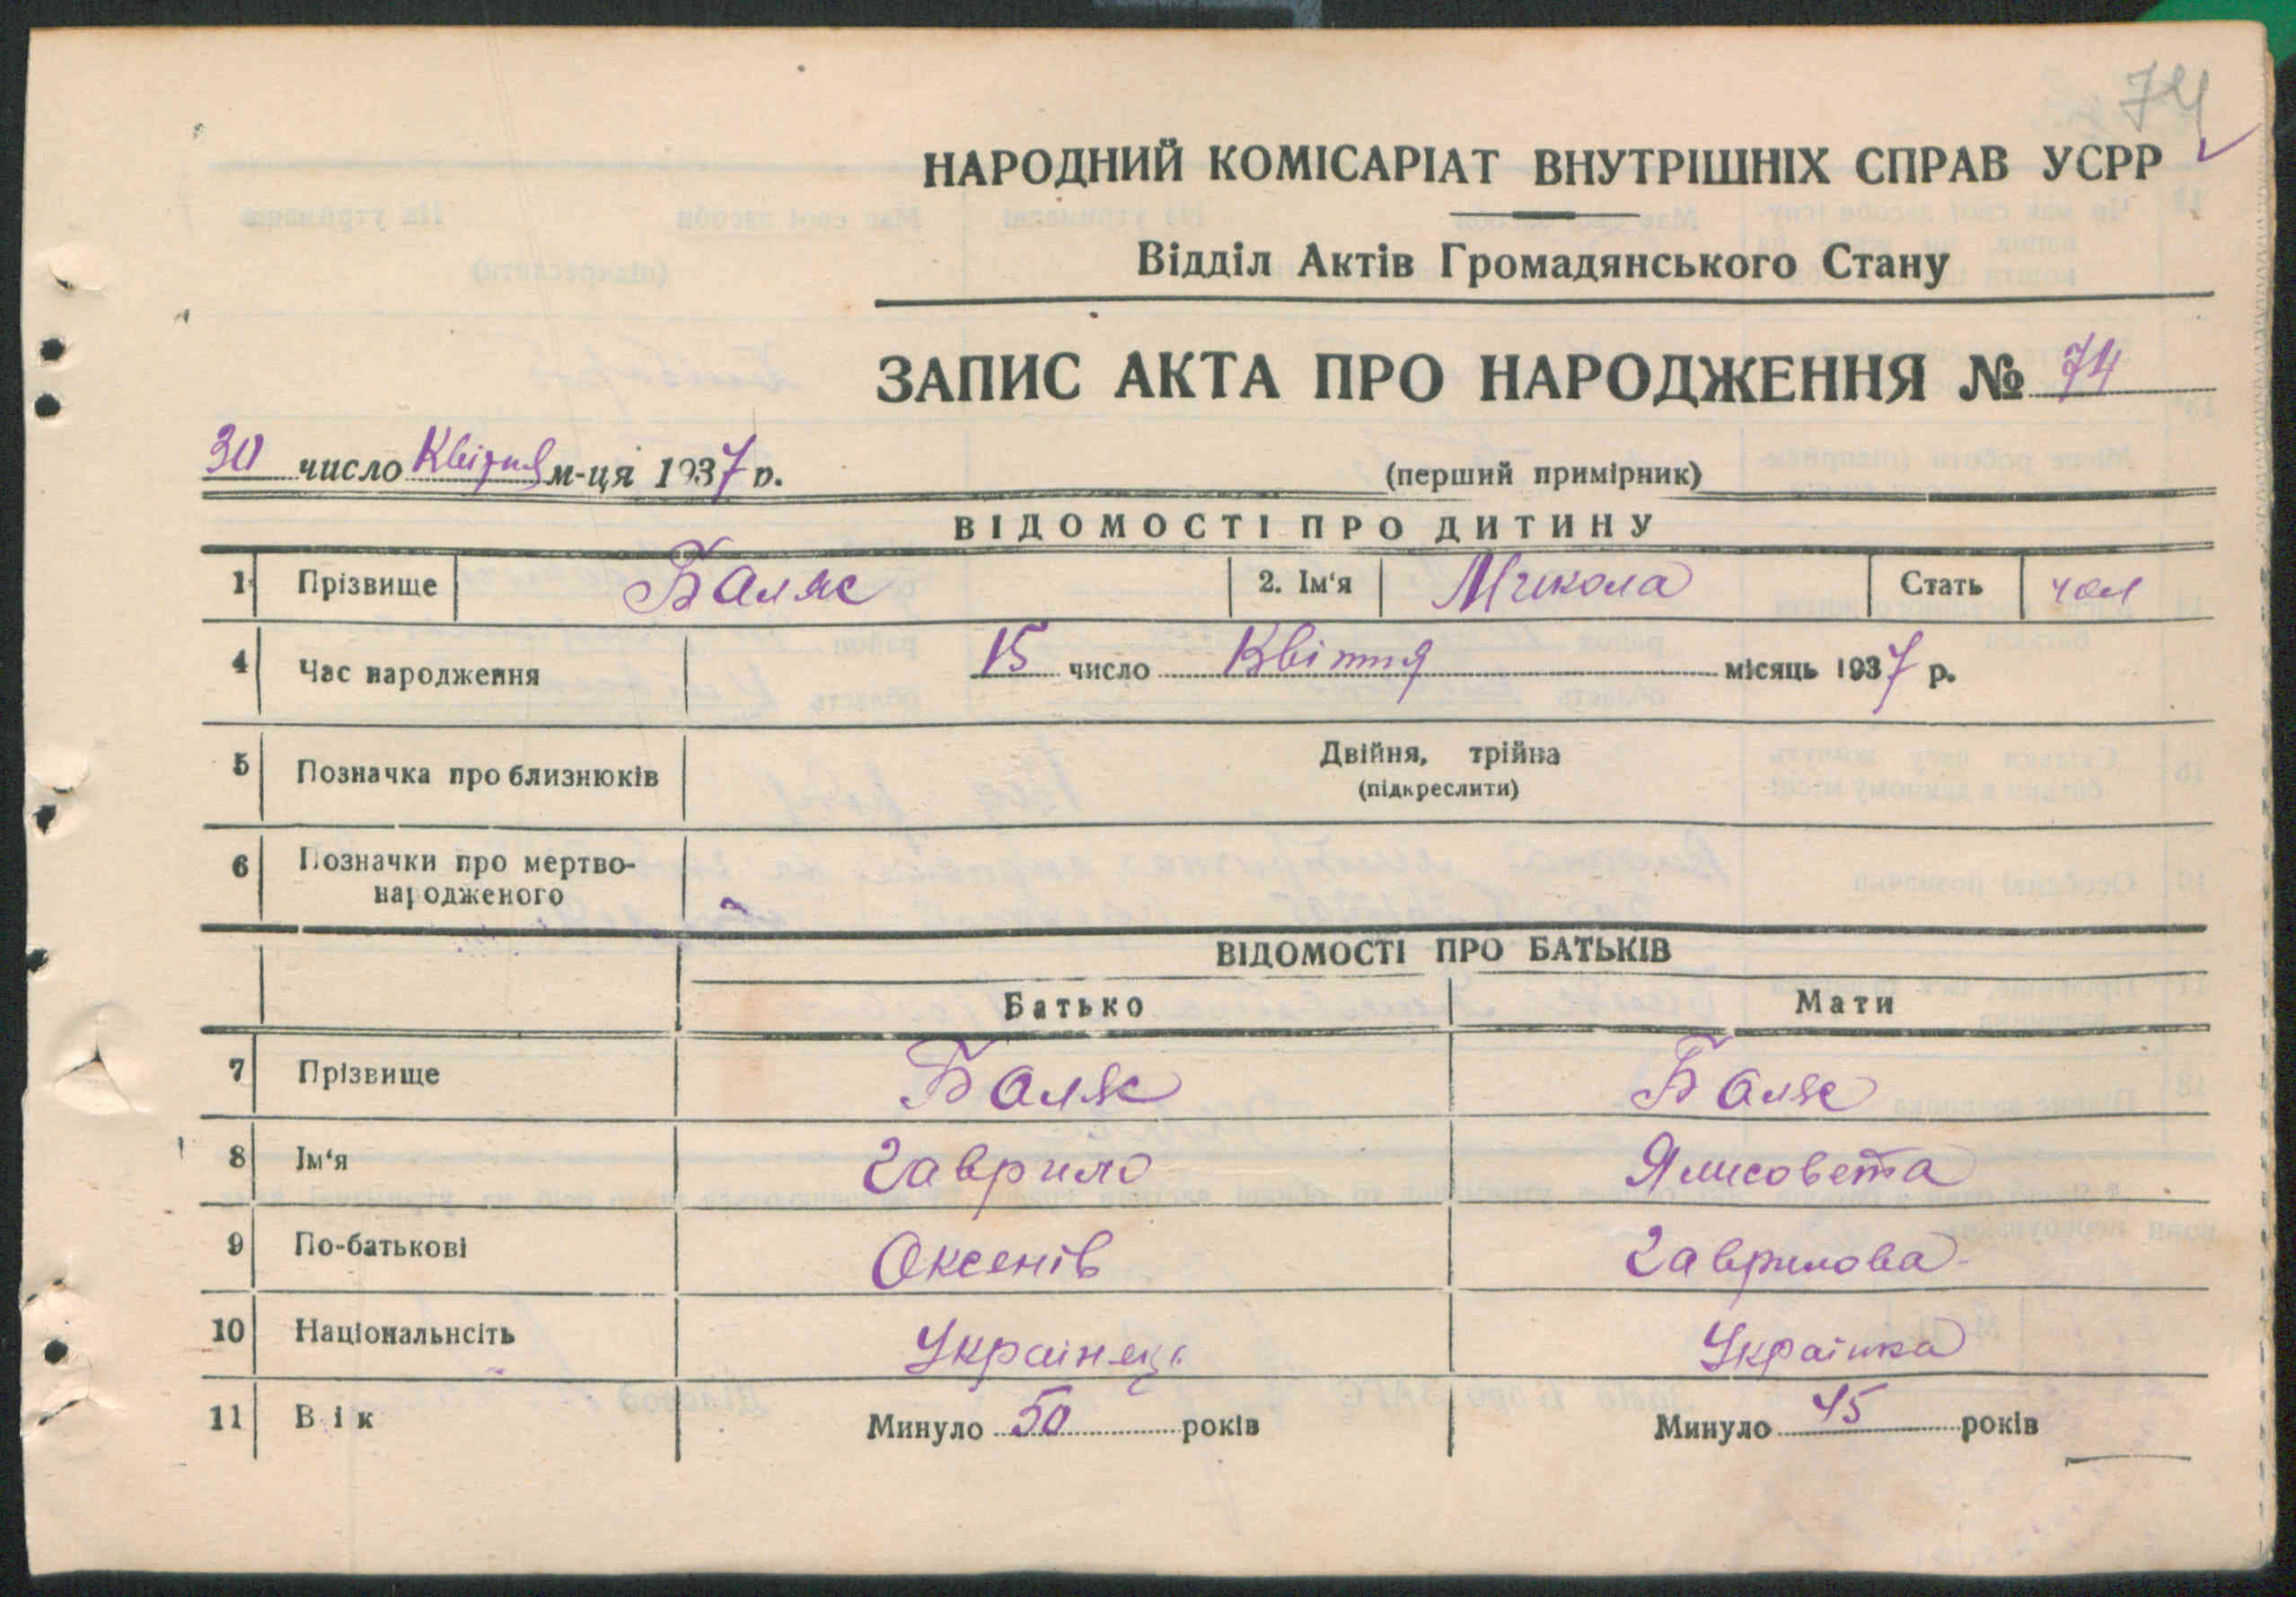 74
НАРОДНИЙ КОМІСАРІАТ ВНУТРІШНІХ СПРАВ УСРР
Відділ Актів Громадянського Стану
ЗАПИС АКТА ПРО НАРОДЖЕННЯ № 74
30 число Квітня м-ця 1937 р.
(перший примірник)
ВІДОМОСТІ ПРО ДИТИНУ
1 Прізвище Баляс 2. Ім'я Микола Стать чол
4 Час народження 15 число Квітня місяць 1937 р.
5 Позначка про близнюків Двійня, трійна
(підкреслити)
6 Позначки про мертво-
народженого
ВІДОМОСТІ ПРО БАТЬКІВ
Батько Мати
7 Прізвище Баляс Баляс
8 Ім'я Гаврило Ялисовета
9 По-батькові Оксенів Гаврилова
10 Національнсіть Українець Українка
11 Вік Минуло 50 років Минуло 45 років